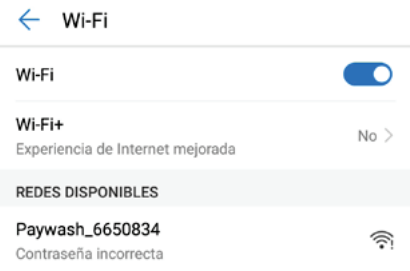 Wi-Fi
Wi-Fi
Wi-Fi+
Experiencia de Internet mejorada
No
REDES DISPONIBLES
Paywash_6650834
Contraseña incorrecta